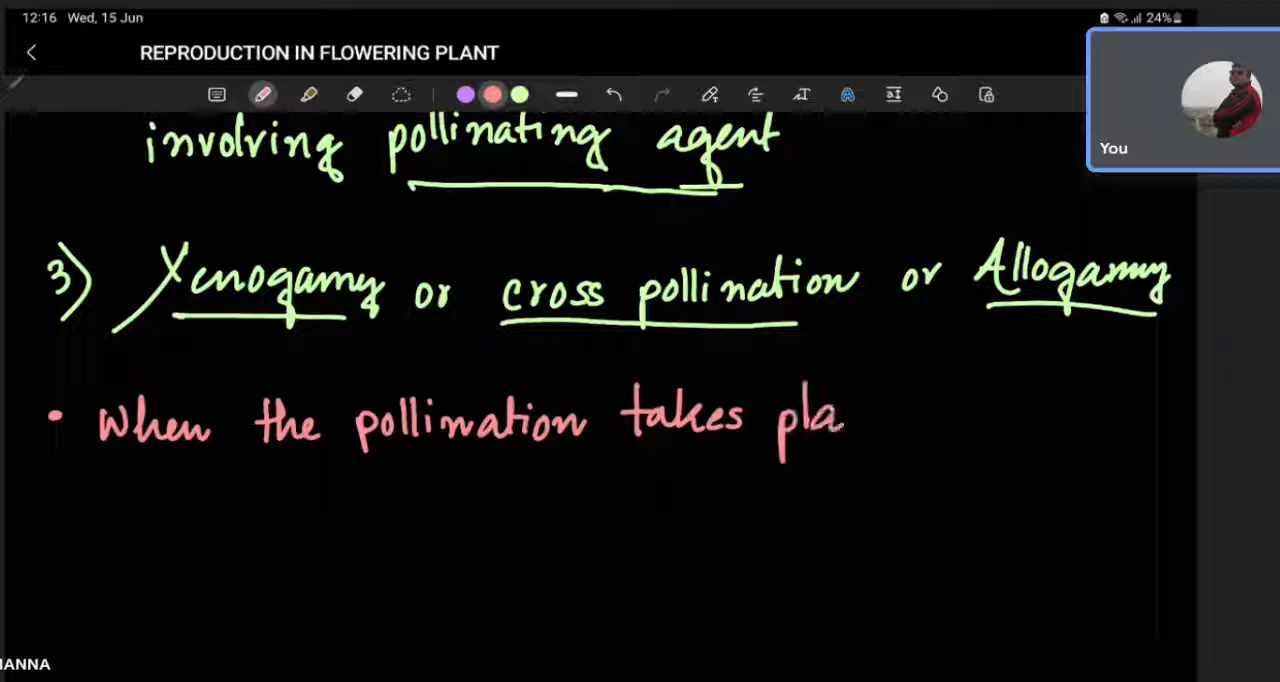 12:16 Wed, 15 Jun 24%
REPRODUCTION IN FLOWERING PLANT
involving pollinating agent
You
3) Xenogamy or cross pollination or Allogamy
• When the pollination takes pla
IANNA